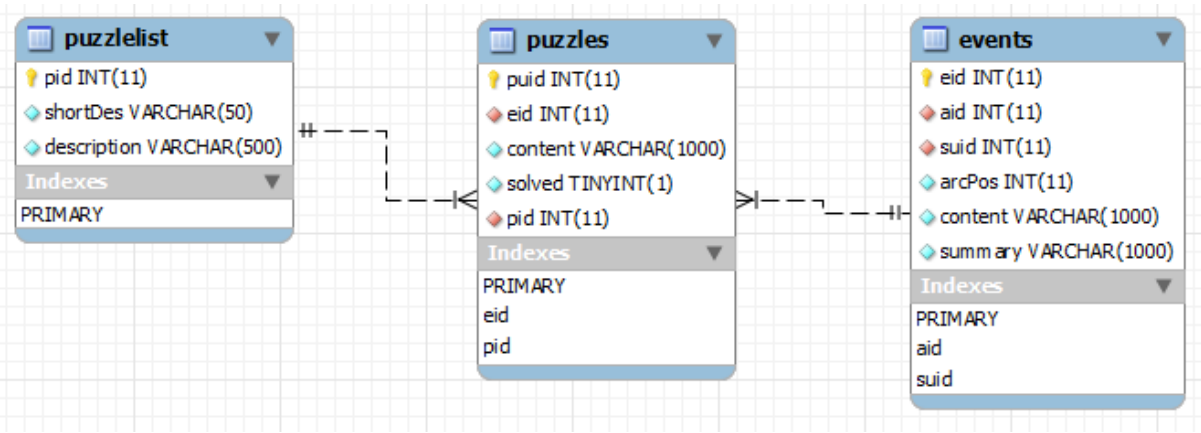 puzzlelist
pid INT(11)
shortDes VARCHAR(50)
description VARCHAR(500)
Indexes
PRIMARY
puzzles
puid INT(11)
eid INT(11)
content VARCHAR(1000)
solved TINYINT(1)
pid INT(11)
Indexes
PRIMARY
eid
pid
events
eid INT(11)
aid INT(11)
suid INT(11)
arcPos INT(11)
content VARCHAR(1000)
summary VARCHAR(1000)
Indexes
PRIMARY
aid
suid